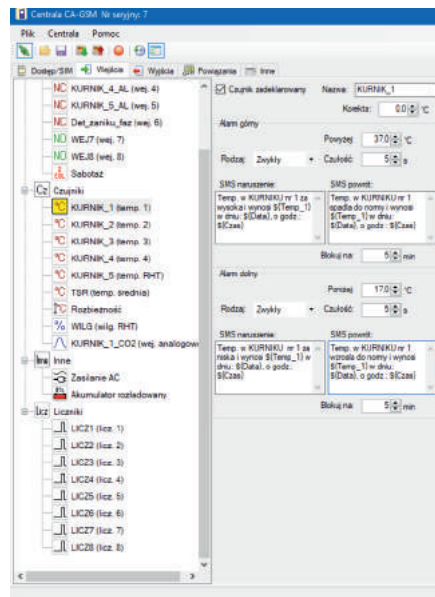 Centrala CA-GSM Nr seryjny: 7
Plik Centrala Pomoc
Dostęp/SIM Wejścia Wyjścia Powiązania Inne
NC KURNIK_4_AL (wej. 4)
NC KURNIK_5_AL (wej. 5)
NC Det_zaniku_faz (wej. 6)
NO WEJ7 (wej. 7)
NO WEJ8 (wej. 8)
Sabotaż
Cz Czujniki
°C KURNIK_1 (temp. 1)
°C KURNIK_2 (temp. 2)
°C KURNIK_3 (temp. 3)
°C KURNIK_4 (temp. 4)
°C KURNIK_5 (temp. RHT)
°C TSR (temp. średnia)
°C Rozbieżność
% WILG (wilg. RHT)
KURNIK_1_CO2 (wej. analogow
Inne Inne
Zasilanie AC
Akumulator rozładowany
licz Liczniki
LICZ1 (licz. 1)
LICZ2 (licz. 2)
LICZ3 (licz. 3)
LICZ4 (licz. 4)
LICZ5 (licz. 5)
LICZ6 (licz. 6)
LICZ7 (licz. 7)
LICZ8 (licz. 8)
Czujnik zadeklarowany Nazwa: KURNIK_1
Korekta: 0.0 °C
Alarm górny
Powyżej 37.0 °C
Rodzaj: Zwykły Czułość: 5 s
SMS naruszenie:
Temp. w KURNIKU nr 1 za
wysoka i wynosi ${Temp_1}
w dniu: ${Data}, o godz.:
${Czas}
SMS powrót:
Temp. w KURNIKU nr 1
spadła do normy i wynosi
${Temp_1} w dniu:
${Data}, o godz.: ${Czas}
Blokuj na: 5 min
Alarm dolny
Poniżej 17.0 °C
Rodzaj: Zwykły Czułość: 5 s
SMS naruszenie:
Temp. w KURNIKU nr 1 za
niska i wynosi ${Temp_1} w
dniu: ${Data}, o godz.:
${Czas}
SMS powrót:
Temp. w KURNIKU nr 1
wzrosła do normy i wynosi
${Temp_1} w dniu:
${Data}, o godz.: ${Czas}
Blokuj na: 5 min